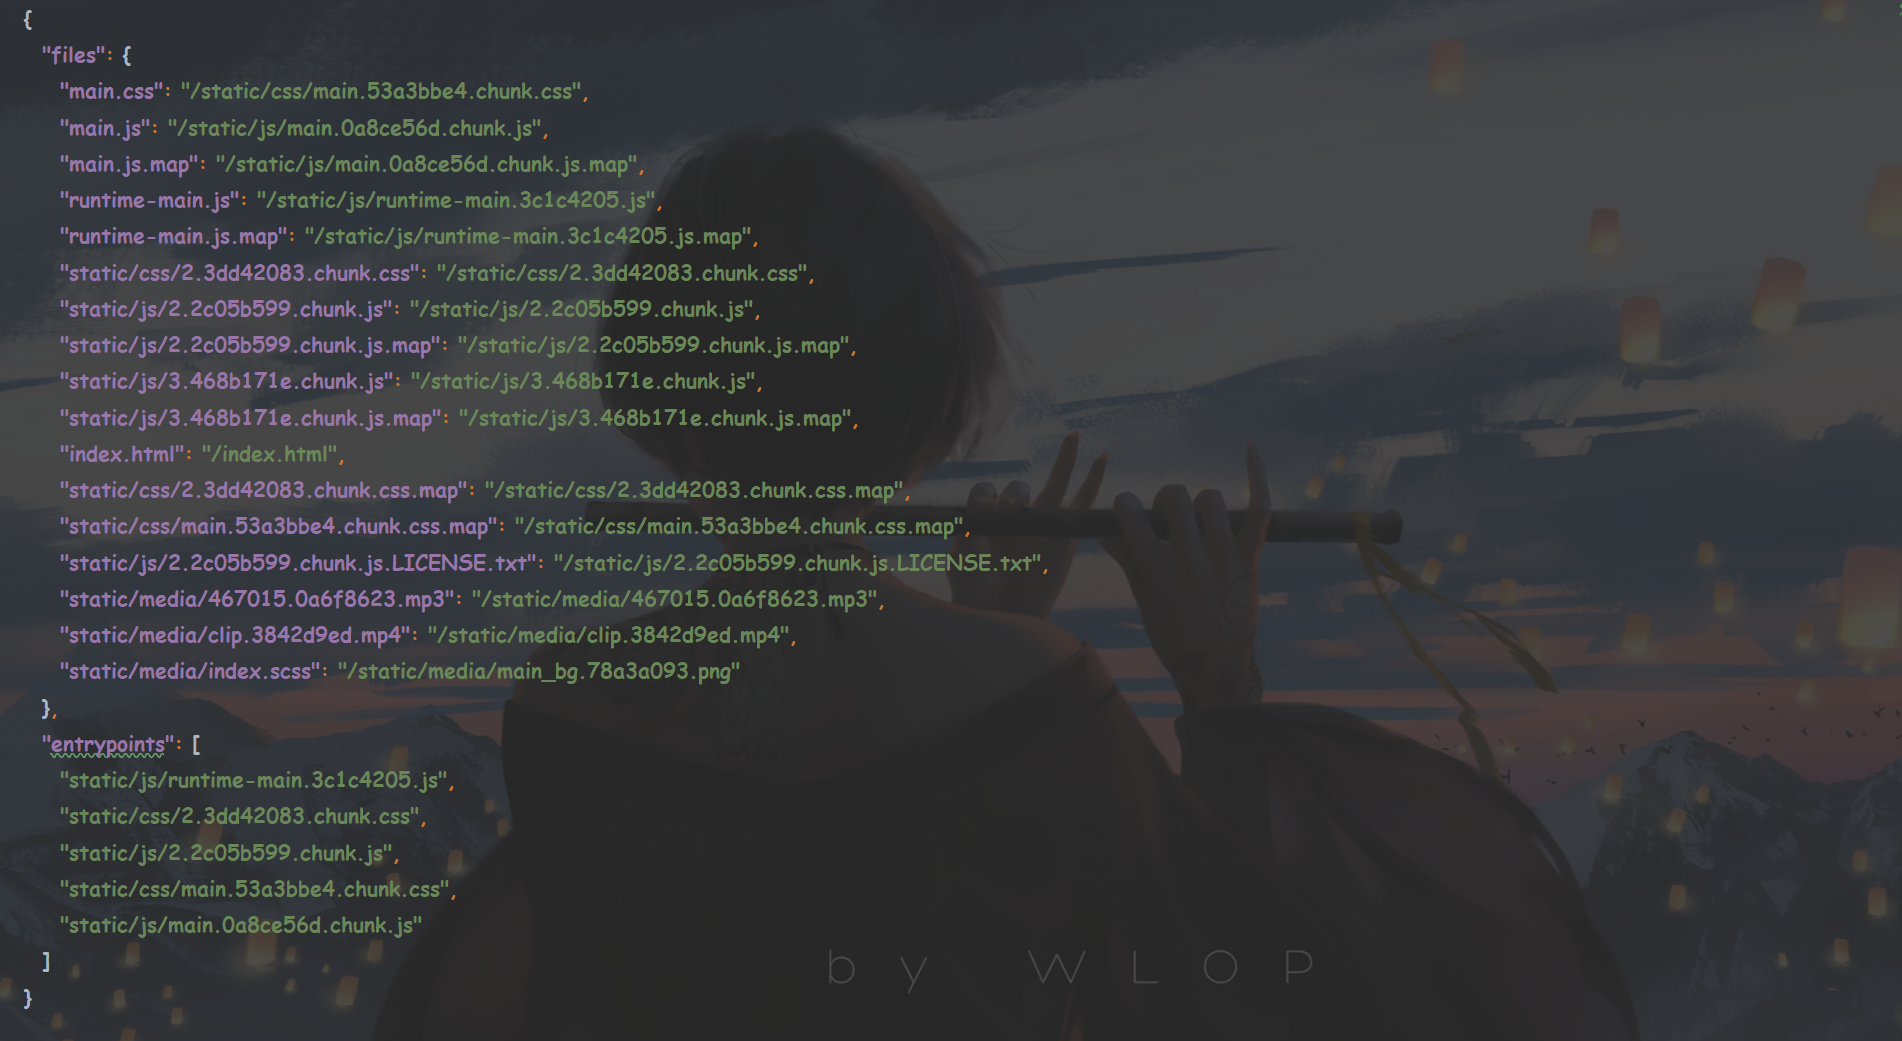 {
"files": {
"main.css": "/static/css/main.53a3bbe4.chunk.css",
"main.js": "/static/js/main.0a8ce56d.chunk.js",
"main.js.map": "/static/js/main.0a8ce56d.chunk.js.map",
"runtime-main.js": "/static/js/runtime-main.3c1c4205.js",
"runtime-main.js.map": "/static/js/runtime-main.3c1c4205.js.map",
"static/css/2.3dd42083.chunk.css": "/static/css/2.3dd42083.chunk.css",
"static/js/2.2c05b599.chunk.js": "/static/js/2.2c05b599.chunk.js",
"static/js/2.2c05b599.chunk.js.map": "/static/js/2.2c05b599.chunk.js.map",
"static/js/3.468b171e.chunk.js": "/static/js/3.468b171e.chunk.js",
"static/js/3.468b171e.chunk.js.map": "/static/js/3.468b171e.chunk.js.map",
"index.html": "/index.html",
"static/css/2.3dd42083.chunk.css.map": "/static/css/2.3dd42083.chunk.css.map",
"static/css/main.53a3bbe4.chunk.css.map": "/static/css/main.53a3bbe4.chunk.css.map",
"static/js/2.2c05b599.chunk.js.LICENSE.txt": "/static/js/2.2c05b599.chunk.js.LICENSE.txt",
"static/media/467015.0a6f8623.mp3": "/static/media/467015.0a6f8623.mp3",
"static/media/clip.3842d9ed.mp4": "/static/media/clip.3842d9ed.mp4",
"static/media/index.scss": "/static/media/main_bg.78a3a093.png"
},
"entrypoints": [
"static/js/runtime-main.3c1c4205.js",
"static/css/2.3dd42083.chunk.css",
"static/js/2.2c05b599.chunk.js",
"static/css/main.53a3bbe4.chunk.css",
"static/js/main.0a8ce56d.chunk.js"
]
}
by WLOP